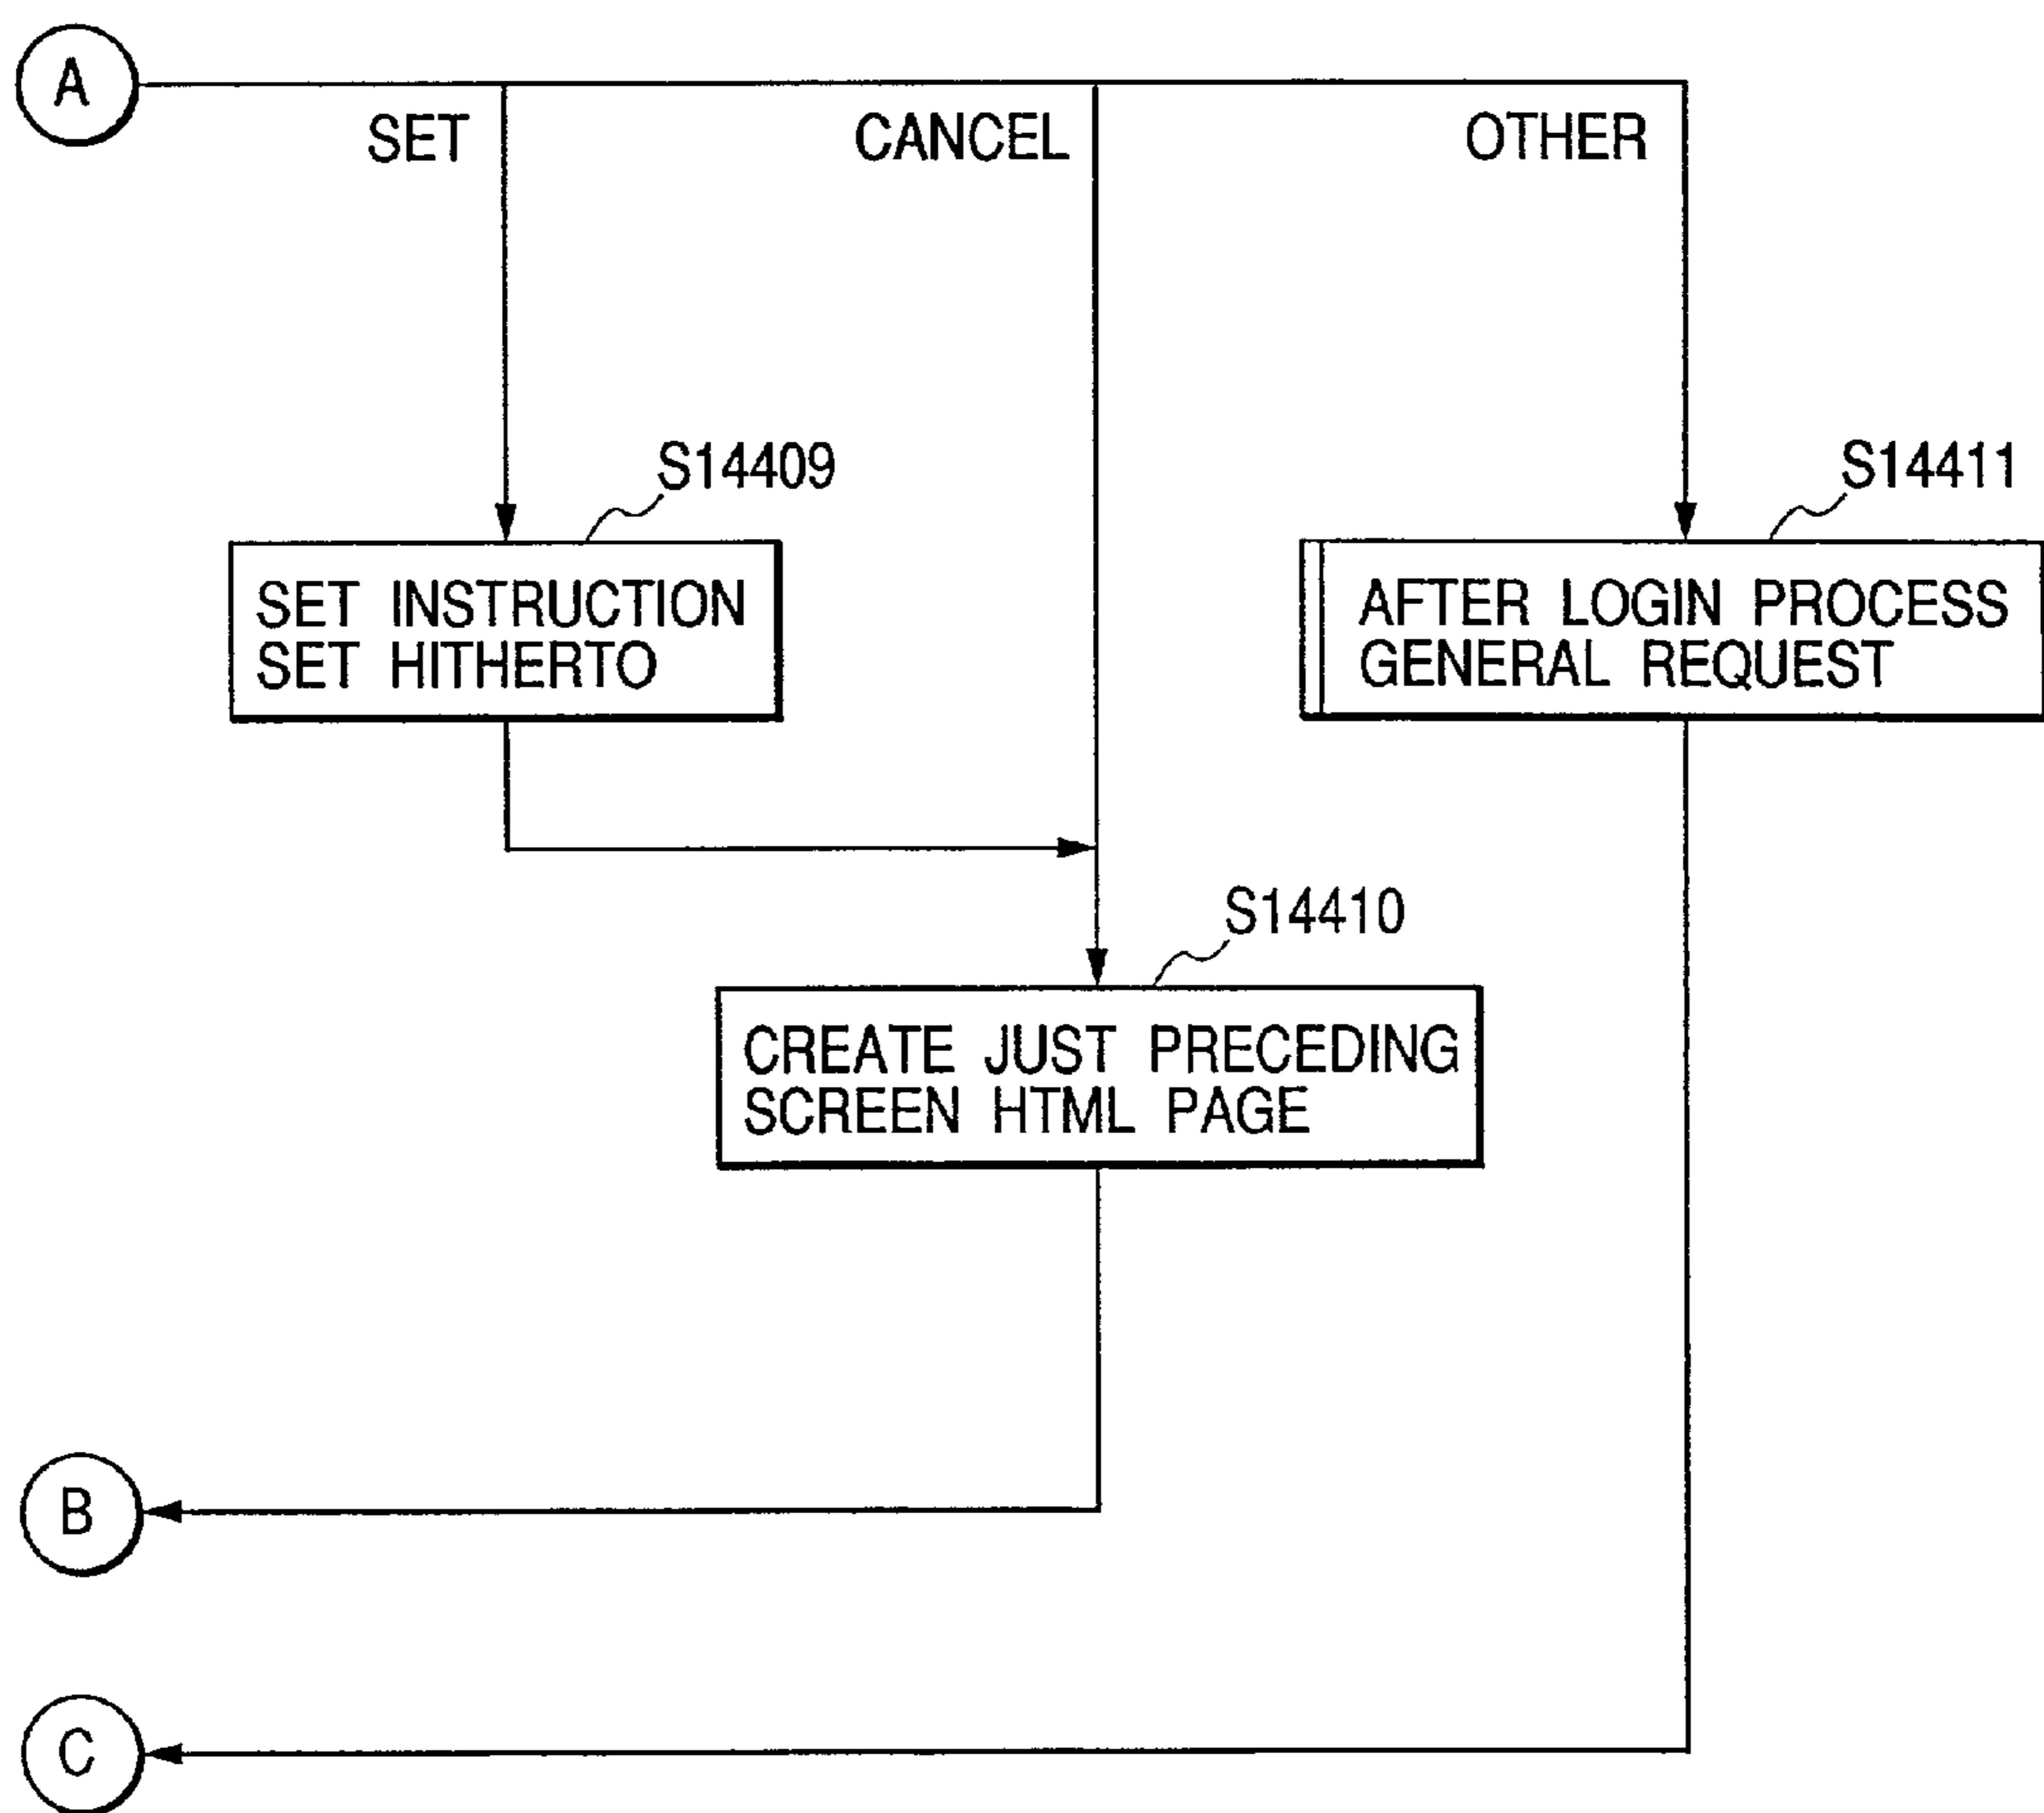 A
SET
CANCEL
OTHER
S14409
S14411
SET INSTRUCTION
SET HITHERTO
AFTER LOGIN PROCESS
GENERAL REQUEST
S14410
CREATE JUST PRECEDING
SCREEN HTML PAGE
B
C